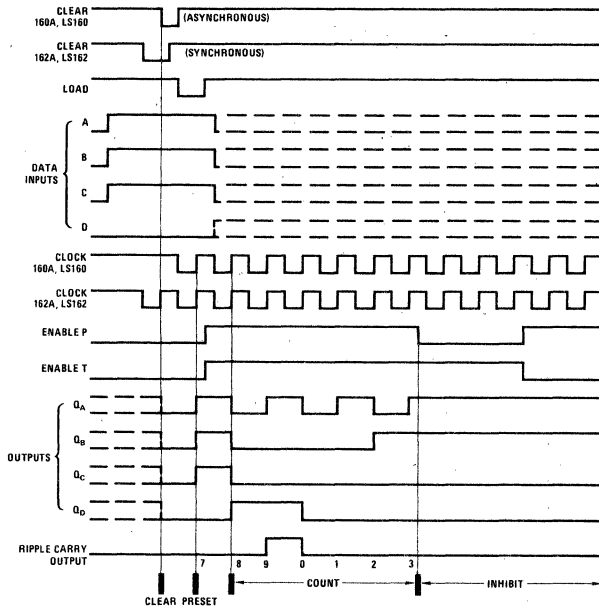 CLEAR
160A, LS160
(ASYNCHRONOUS)
CLEAR
162A, LS162
(SYNCHRONOUS)
LOAD
A
B
DATA
INPUTS
C
D
CLOCK
160A, LS160
CLOCK
162A, LS162
ENABLE P
ENABLE T
QA
QB
OUTPUTS
QC
QD
RIPPLE CARRY
OUTPUT
7 8 9 0 1 2 3
COUNT
INHIBIT
CLEAR PRESET